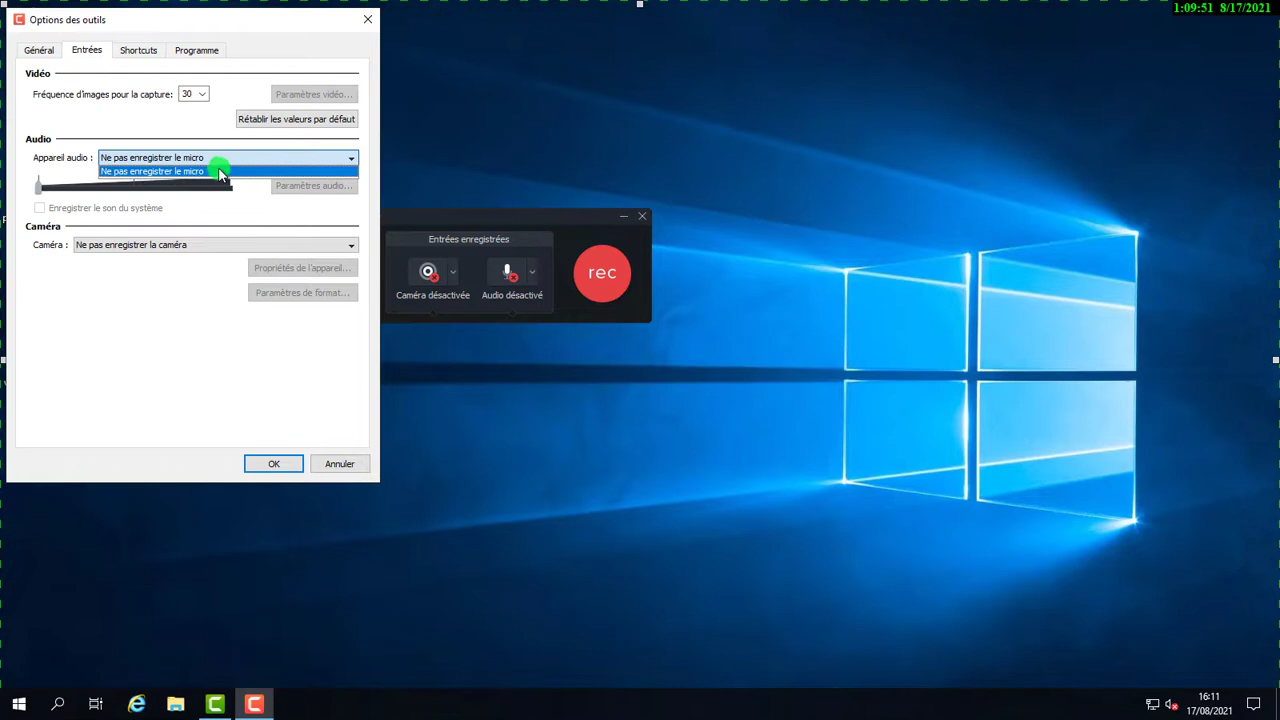 1:09:51 8/17/2021
Options des outils
Général
Entrées
Shortcuts
Programme
Vidéo
Fréquence d'images pour la capture:
30
Paramètres vidéo...
Rétablir les valeurs par défaut
Audio
Appareil audio :
Ne pas enregistrer le micro
Ne pas enregistrer le micro
Paramètres audio...
Enregistrer le son du système
Caméra
Caméra :
Ne pas enregistrer la caméra
Propriétés de l'appareil...
Paramètres de format...
OK
Annuler
Entrées enregistrées
Caméra désactivée
Audio désactivé
rec
16:11
17/08/2021